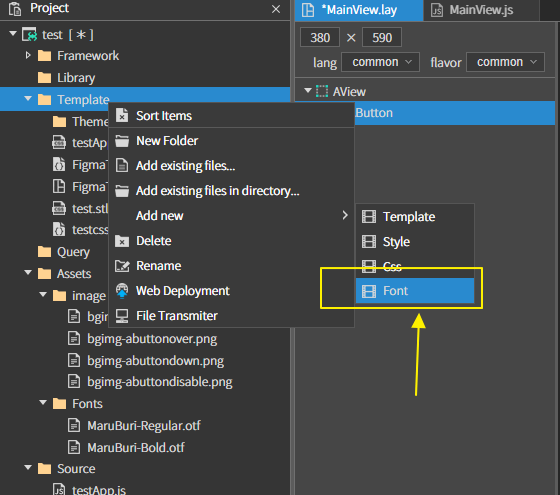 Project
test [ * ]
Framework
Library
Template
Theme
testAp
FigmaT
FigmaT
test.stl
testcss
Query
Assets
image
bgim
bgimg-abuttonover.png
bgimg-abuttondown.png
bgimg-abuttondisable.png
Fonts
MaruBuri-Regular.otf
MaruBuri-Bold.otf
Source
testApp.js
Sort Items
New Folder
Add existing files...
Add existing files in directory...
Add new
Delete
Rename
Web Deployment
File Transmiter
Template
Style
Css
Font
*MainView.lay
MainView.js
380 × 590
lang common flavor common
AView
Button